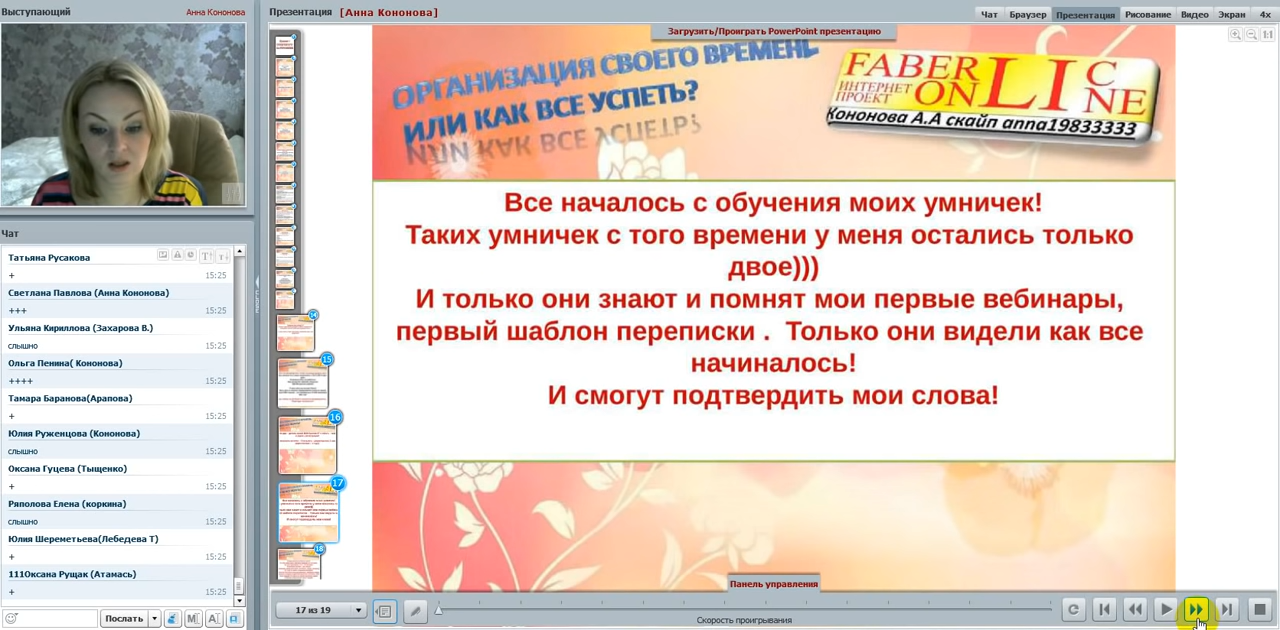 Выступающий
Анна Кононова
Презентация [Анна Кононова]
Чат Браузер Презентация Рисование Видео Экран 4x
Загрузить/Проиграть PowerPoint презентацию
1:1
ОРГАНИЗАЦИЯ СВОЕГО ВРЕМЕНЬ
ИЛИ КАК ВСЕ УСПЕТЬ?
FABERLIC
ИНТЕРНЕТ ПРОЕКТ ONLINE
Кононова А.А скайп anna19833333
Все началось с обучения моих умничек!
Таких умничек с того времени у меня остались только
двое)))
И только они знают и помнят мои первые вебинары,
первый шаблон переписки . Только они видели как все
начиналось!
И смогут подтвердить мои слова!
14
15
16
17
18
Чат
Татьяна Русакова
+ 15:25
Светлана Павлова (Анна Кононова)
+++ 15:25
Ульяна Кириллова (Захарова В.)
слышно 15:25
Ольга Пенина( Кононова)
++++ 15:25
Тамара Баранова(Арапова)
+ 15:25
Юлия Руженцова (Кононова)
слышно 15:25
Оксана Гуцева (Тыщенко)
+ 15:25
Ряполова Елена (коркина)
слышно 15:25
Юлия Шереметьева(Лебедева Т)
+ 15:25
111Оксана Рущак (Атамась)
+ 15:25
Послать
Панель управления
17 из 19
Скорость проигрывания